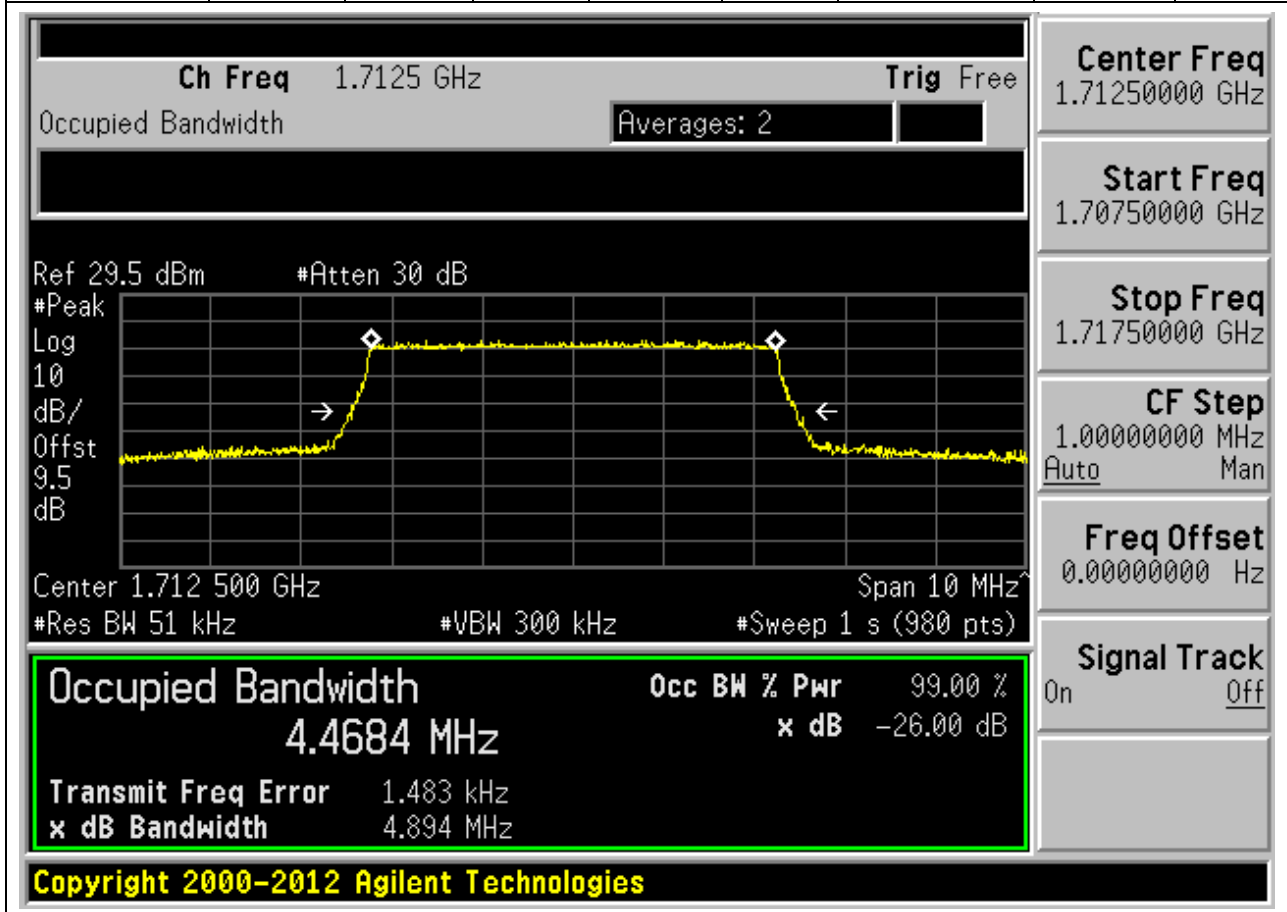 Ch Freq 1.7125 GHz Trig Free
Occupied Bandwidth Averages: 2
Ref 29.5 dBm #Atten 30 dB
#Peak
Log
10
dB/
Offst
9.5
dB
Center 1.712 500 GHz Span 10 MHz^
#Res BW 51 kHz #VBW 300 kHz #Sweep 1 s (980 pts)
Occupied Bandwidth Occ BW % Pwr 99.00 %
4.4684 MHz x dB -26.00 dB
Transmit Freq Error 1.483 kHz
x dB Bandwidth 4.894 MHz
Copyright 2000-2012 Agilent Technologies
Center Freq
1.71250000 GHz
Start Freq
1.70750000 GHz
Stop Freq
1.71750000 GHz
CF Step
1.00000000 MHz
Auto Man
Freq Offset
0.00000000 Hz
Signal Track
On Off